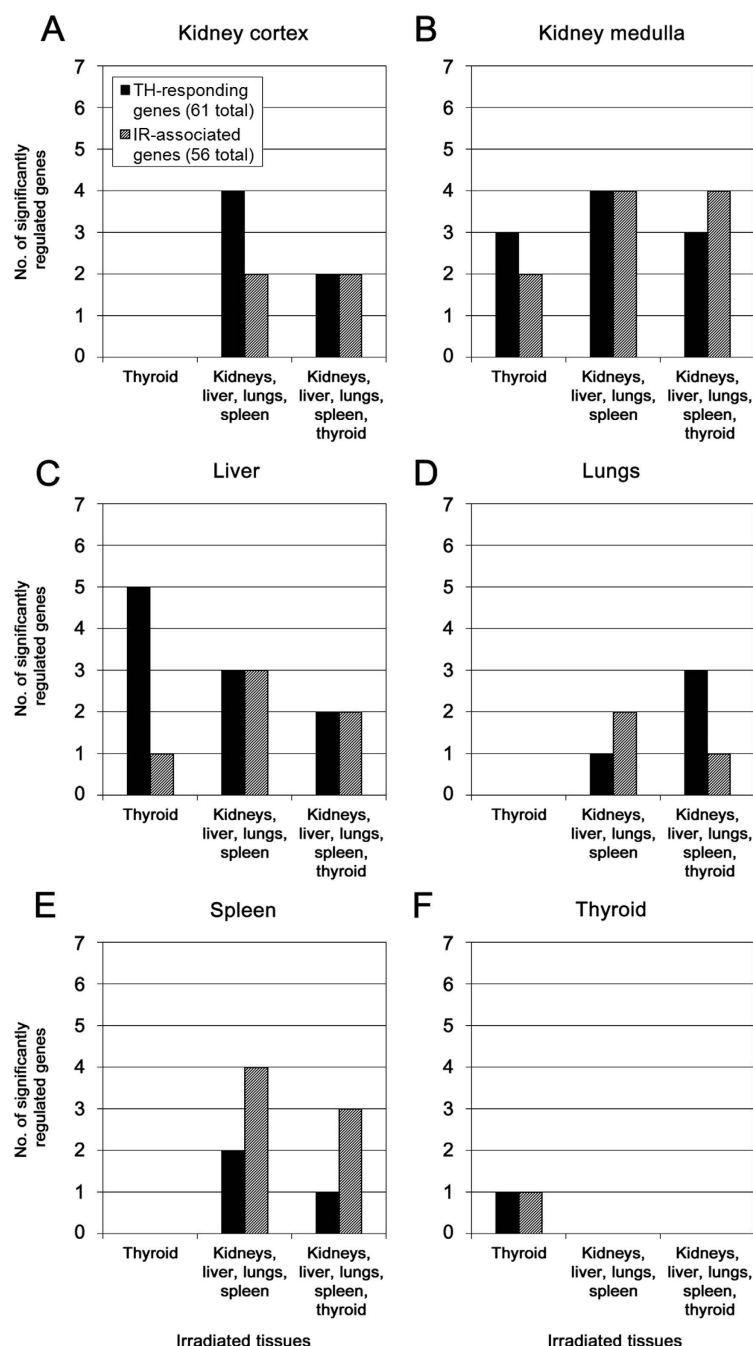 A
Kidney cortex
7
6
5
4
3
2
1
0
No. of significantly
regulated genes
TH-responding
genes (61 total)
IR-associated
genes (56 total)
Thyroid
Kidneys,
liver, lungs,
spleen
Kidneys,
liver, lungs,
spleen,
thyroid
B
Kidney medulla
7
6
5
4
3
2
1
0
Thyroid
Kidneys,
liver, lungs,
spleen
Kidneys,
liver, lungs,
spleen,
thyroid
C
Liver
7
6
5
4
3
2
1
0
No. of significantly
regulated genes
Thyroid
Kidneys,
liver, lungs,
spleen
Kidneys,
liver, lungs,
spleen,
thyroid
D
Lungs
7
6
5
4
3
2
1
0
Thyroid
Kidneys,
liver, lungs,
spleen
Kidneys,
liver, lungs,
spleen,
thyroid
E
Spleen
7
6
5
4
3
2
1
0
No. of significantly
regulated genes
Thyroid
Kidneys,
liver, lungs,
spleen
Kidneys,
liver, lungs,
spleen,
thyroid
Irradiated tissues
F
Thyroid
7
6
5
4
3
2
1
0
Thyroid
Kidneys,
liver, lungs,
spleen
Kidneys,
liver, lungs,
spleen,
thyroid
Irradiated tissues